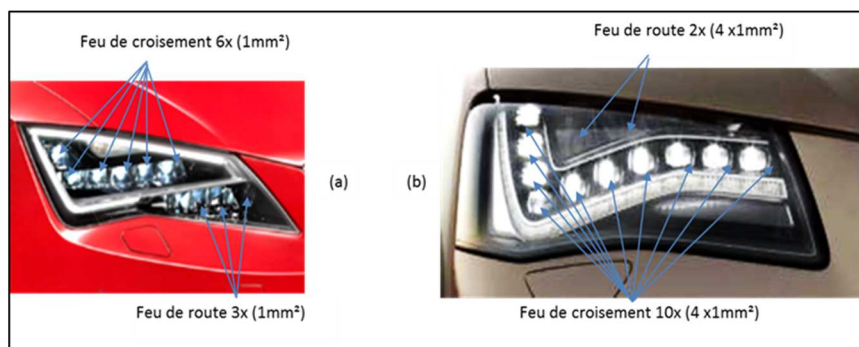 Feu de croisement 6x (1mm²)
Feu de route 2x (4 x1mm²)
(a)
(b)
Feu de route 3x (1mm²)
Feu de croisement 10x (4 x1mm²)